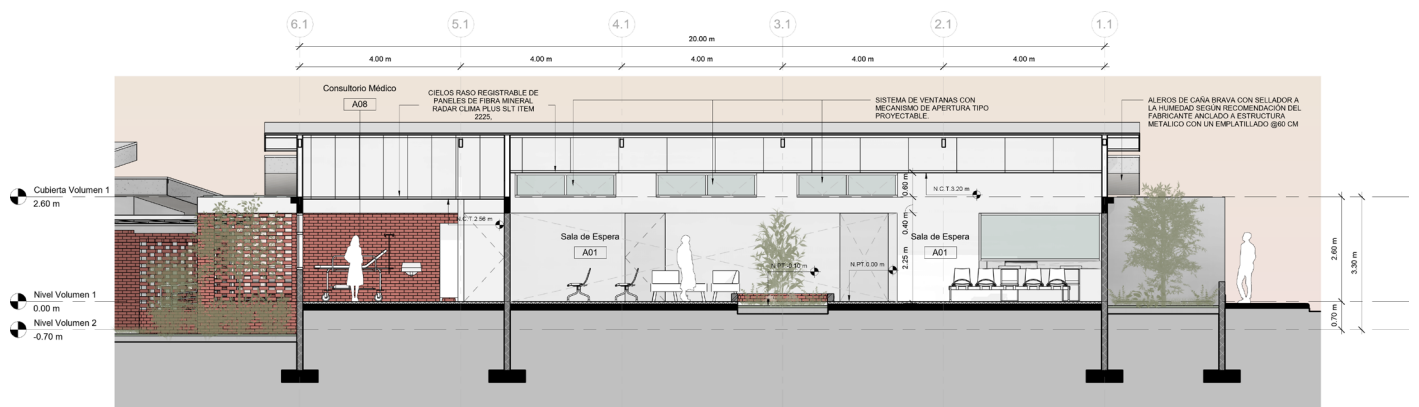 6.1
5.1
4.1
3.1
2.1
1.1
20.00 m
4.00 m
4.00 m
4.00 m
4.00 m
4.00 m
Consultorio Médico
A08
CIELOS RASO REGISTRABLE DE
PANELES DE FIBRA MINERAL
RADAR CLIMA PLUS SLT ITEM
2225,
SISTEMA DE VENTANAS CON
MECANISMO DE APERTURA TIPO
PROYECTABLE.
ALEROS DE CAÑA BRAVA CON SELLADOR A
LA HUMEDAD SEGÚN RECOMENDACIÓN DEL
FABRICANTE ANCLADO A ESTRUCTURA
METALICO CON UN EMPLATILLADO @60 CM
Cubierta Volumen 1
2.60 m
N.C.T.3.20 m
0.60 m
N.C.T.2.56 m
0.40 m
Sala de Espera
A01
Sala de Espera
A01
2.25 m
N.PT.-0.10 m
N.PT.0.00 m
2.60 m
3.30 m
Nivel Volumen 1
0.00 m
0.70 m
Nivel Volumen 2
-0.70 m